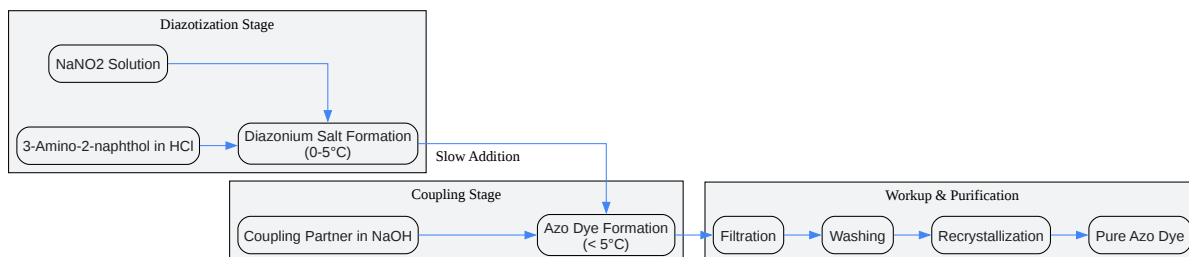 Diazotization Stage
NaNO2 Solution
3-Amino-2-naphthol in HCl
Diazonium Salt Formation
(0-5°C)
Slow Addition
Coupling Stage
Coupling Partner in NaOH
Azo Dye Formation
(< 5°C)
Workup & Purification
Filtration
Washing
Recrystallization
Pure Azo Dye